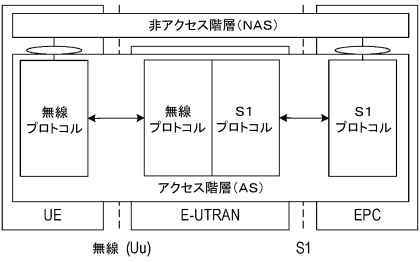 非アクセス階層(NAS)
無線
プロトコル
無線
プロトコル
S1
プロトコル
S1
プロトコル
アクセス階層(AS)
UE
E-UTRAN
EPC
無線 (Uu)
S1